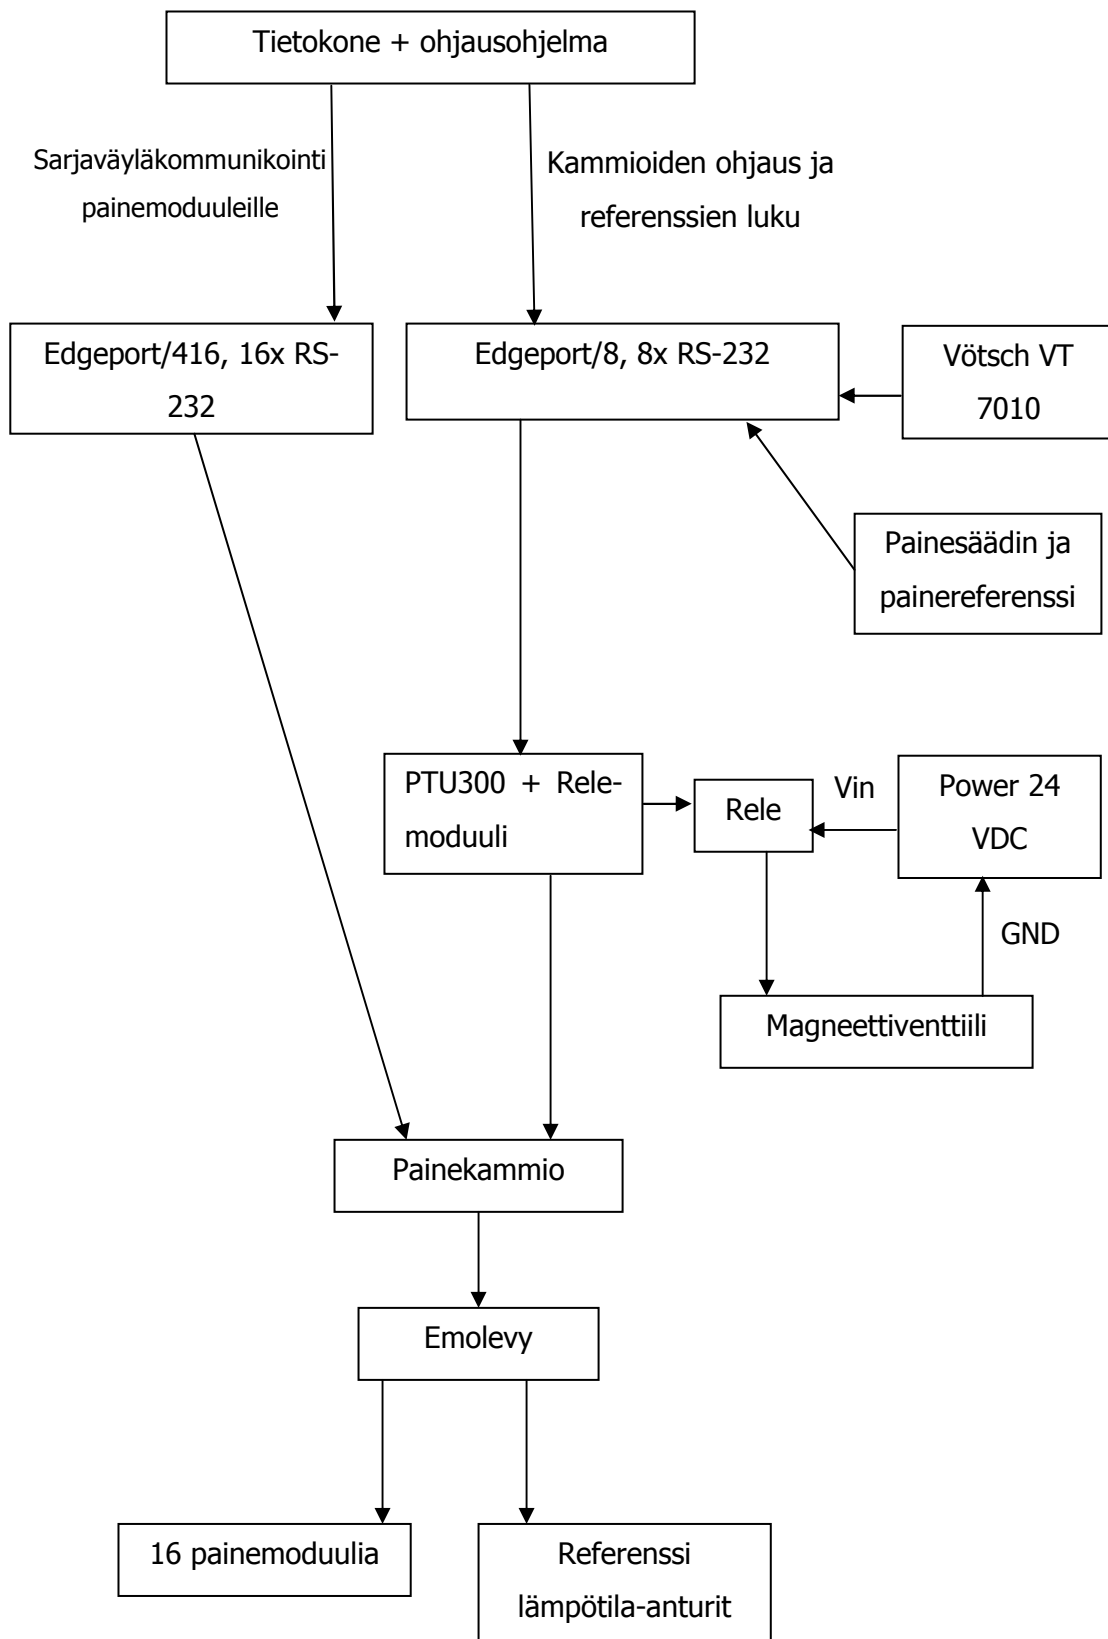 Tietokone + ohjausohjelma
Sarjaväyläkommunikointi
painemoduuleille
Kammioiden ohjaus ja
referenssien luku
Edgeport/416, 16x RS-
232
Edgeport/8, 8x RS-232
Vötsch VT
7010
Painesäädin ja
painereferenssi
PTU300 + Rele-
moduuli
Rele
Vin
Power 24
VDC
GND
Magneettiventtiili
Painekammio
Emolevy
16 painemoduulia
Referenssi
lämpötila-anturit